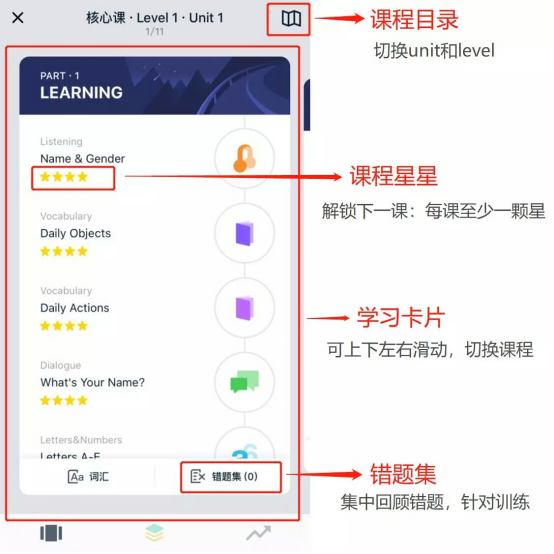 核心课 · Level 1 · Unit 1
1/11
课程目录
切换unit和level
PART · 1
LEARNING
Listening
Name & Gender
课程星星
解锁下一课：每课至少一颗星
Vocabulary
Daily Objects
Vocabulary
Daily Actions
学习卡片
可上下左右滑动，切换课程
Dialogue
What's Your Name?
Letters&Numbers
Letters A-F
36
Aa 词汇
错题集 (0)
错题集
集中回顾错题，针对训练